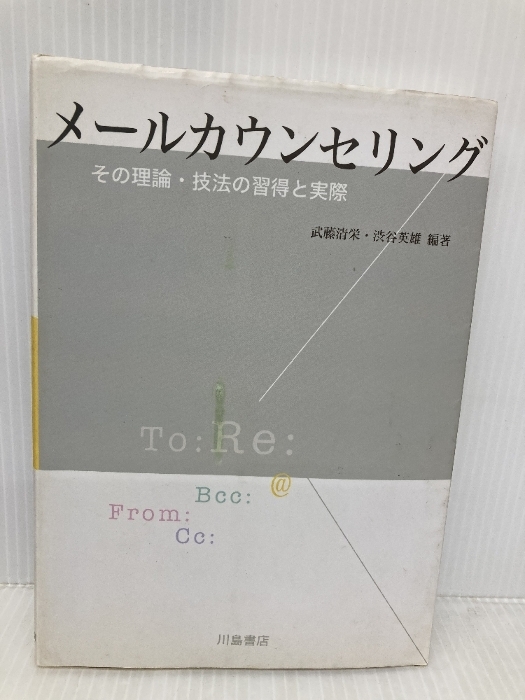 メールカウンセリング
その理論・技法の習得と実際
武藤清栄・渋谷英雄 編著
To: Re:
@
Bcc:
From:
Cc:
川島書店